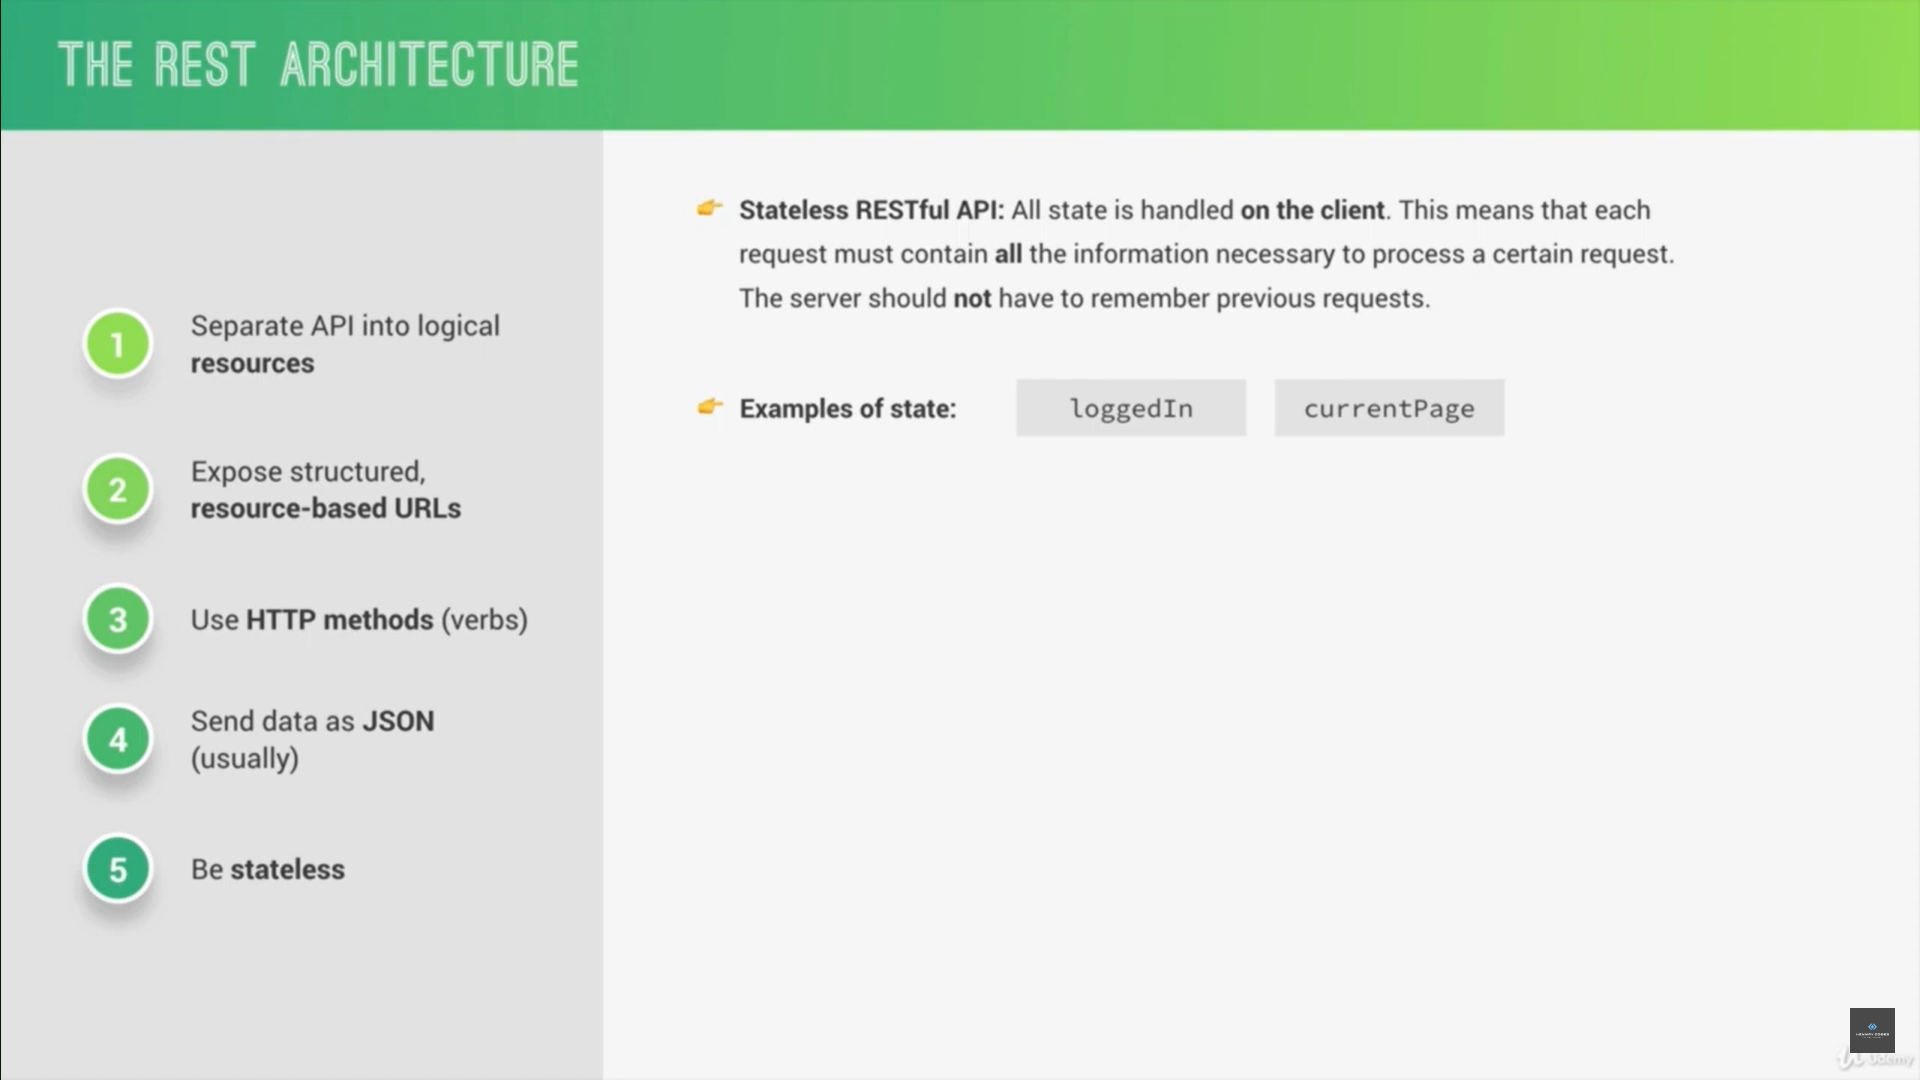 THE REST ARCHITECTURE
1
Separate API into logical
resources
2
Expose structured,
resource-based URLs
3
Use HTTP methods (verbs)
4
Send data as JSON
(usually)
5
Be stateless
Stateless RESTful API: All state is handled on the client. This means that each
request must contain all the information necessary to process a certain request.
The server should not have to remember previous requests.
Examples of state:
loggedIn
currentPage
Udemy